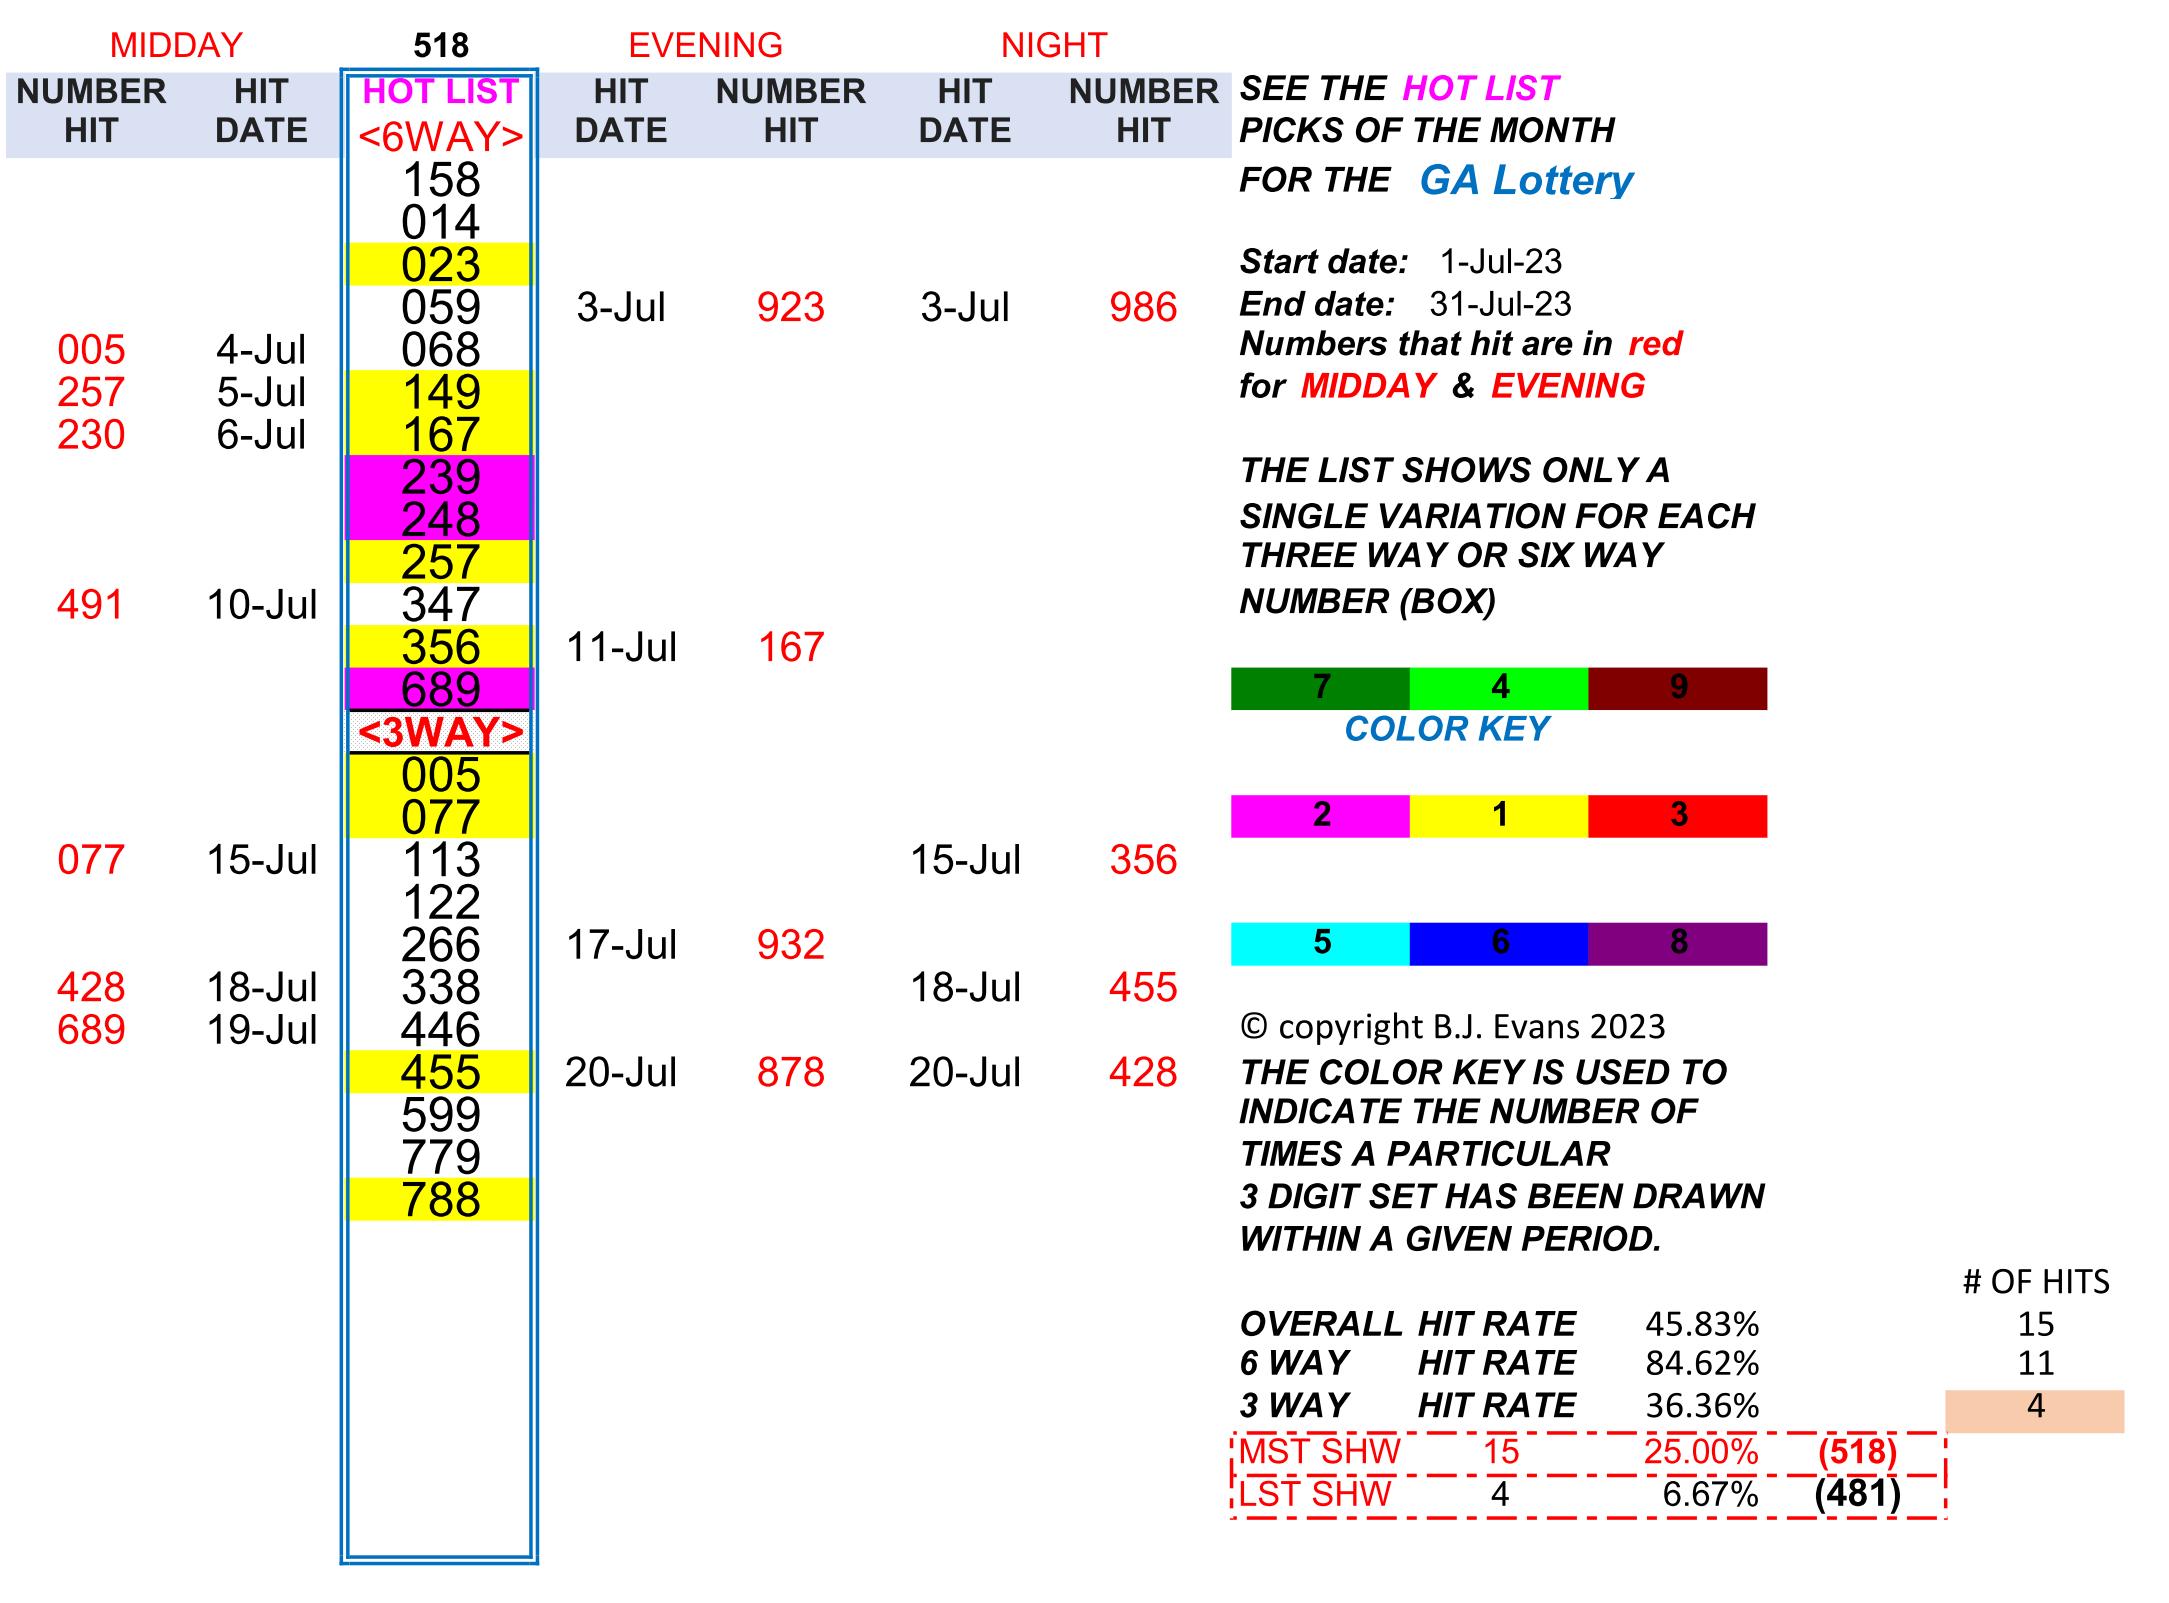 MIDDAY 518 EVENING NIGHT
NUMBER HIT HOT LIST HIT NUMBER HIT NUMBER SEE THE HOT LIST
HIT DATE <6WAY> DATE HIT DATE HIT PICKS OF THE MONTH
158 FOR THE GA Lottery
014
023 Start date: 1-Jul-23
059 3-Jul 923 3-Jul 986 End date: 31-Jul-23
005 4-Jul 068 Numbers that hit are in red
257 5-Jul 149 for MIDDAY & EVENING
230 6-Jul 167
239 THE LIST SHOWS ONLY A
248 SINGLE VARIATION FOR EACH
257 THREE WAY OR SIX WAY
491 10-Jul 347 NUMBER (BOX)
356 11-Jul 167
689 7 4 9
<3WAY> COLOR KEY
005
077 2 1 3
077 15-Jul 113 15-Jul 356
122
266 17-Jul 932 5 6 8
428 18-Jul 338 18-Jul 455
689 19-Jul 446 © copyright B.J. Evans 2023
455 20-Jul 878 20-Jul 428 THE COLOR KEY IS USED TO
599 INDICATE THE NUMBER OF
779 TIMES A PARTICULAR
788 3 DIGIT SET HAS BEEN DRAWN
WITHIN A GIVEN PERIOD.
# OF HITS
OVERALL HIT RATE 45.83% 15
6 WAY HIT RATE 84.62% 11
3 WAY HIT RATE 36.36% 4
MST SHW 15 25.00% (518)
LST SHW 4 6.67% (481)